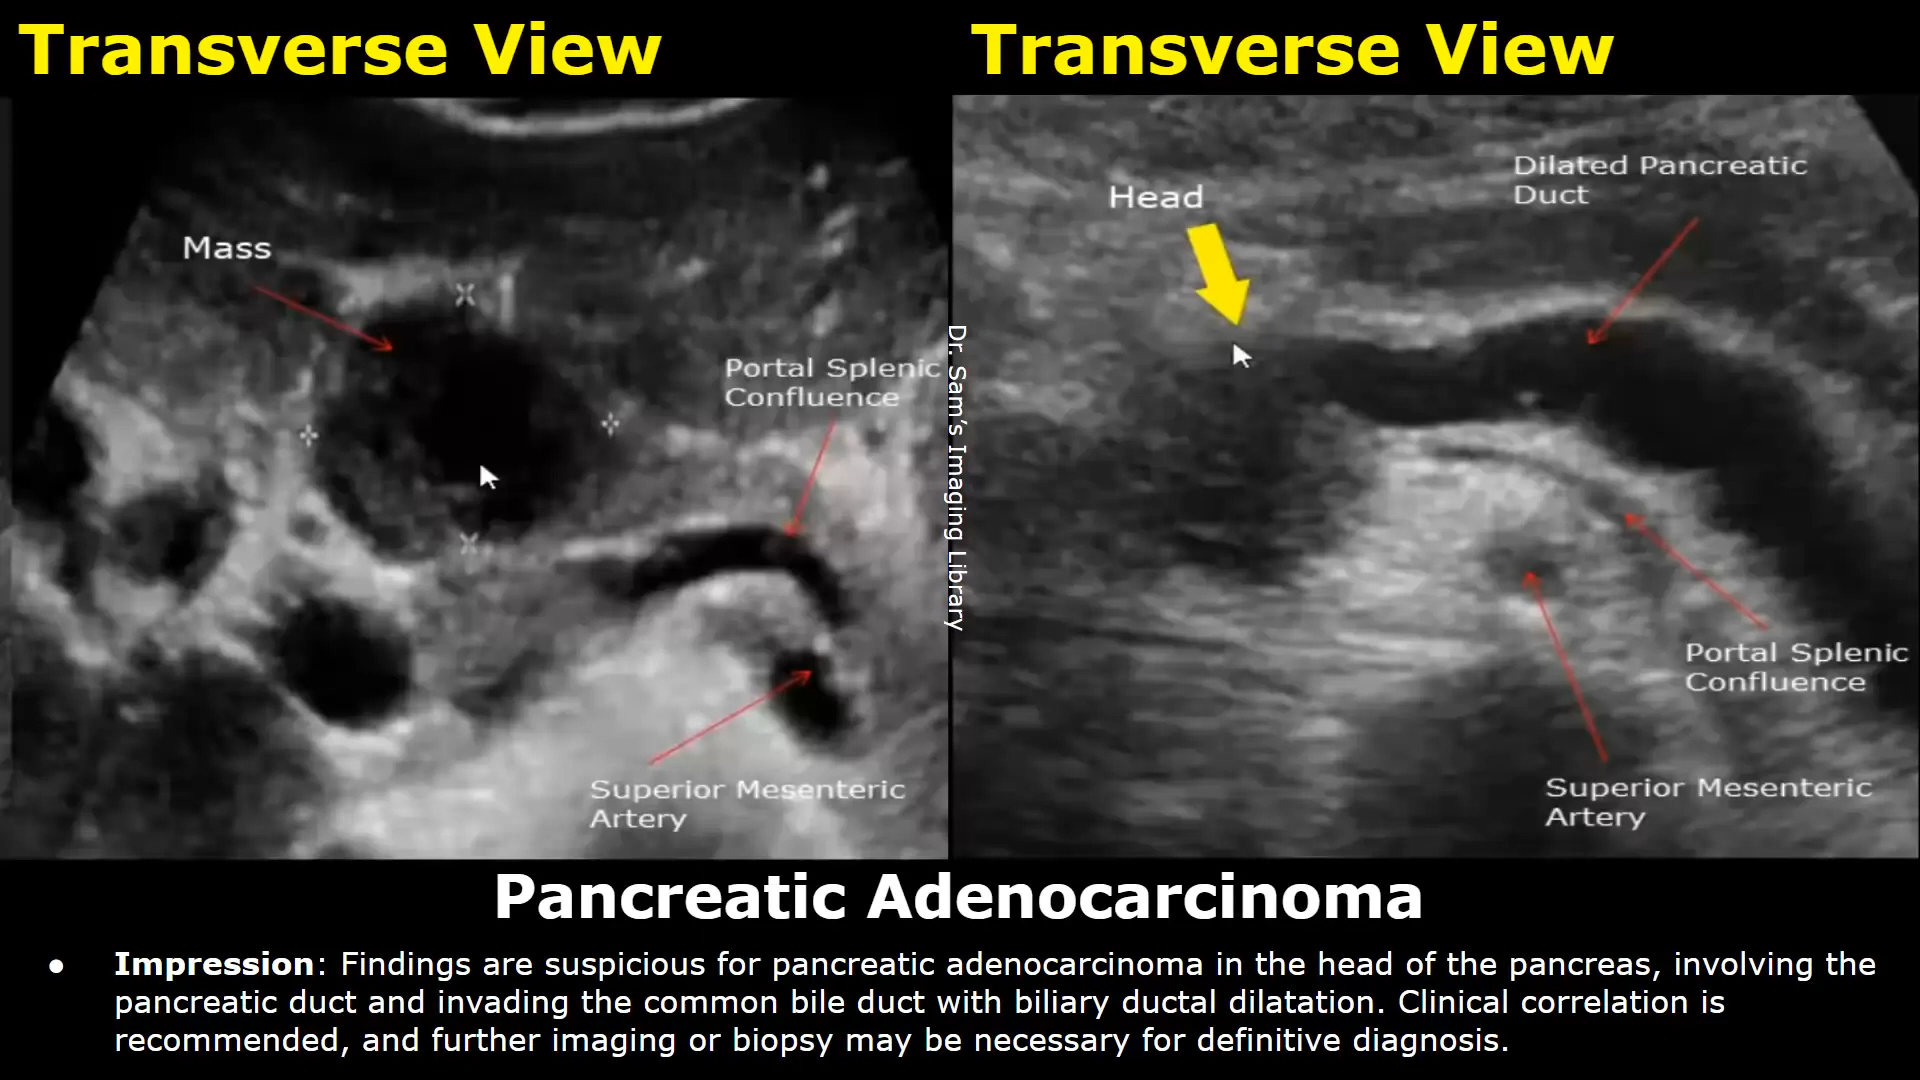 Transverse View
Transverse View
Mass
Portal Splenic
Confluence
Superior Mesenteric
Artery
Dr. Sam's Imaging Library
Head
Dilated Pancreatic
Duct
Portal Splenic
Confluence
Superior Mesenteric
Artery
Pancreatic Adenocarcinoma
• Impression: Findings are suspicious for pancreatic adenocarcinoma in the head of the pancreas, involving the
pancreatic duct and invading the common bile duct with biliary ductal dilatation. Clinical correlation is
recommended, and further imaging or biopsy may be necessary for definitive diagnosis.